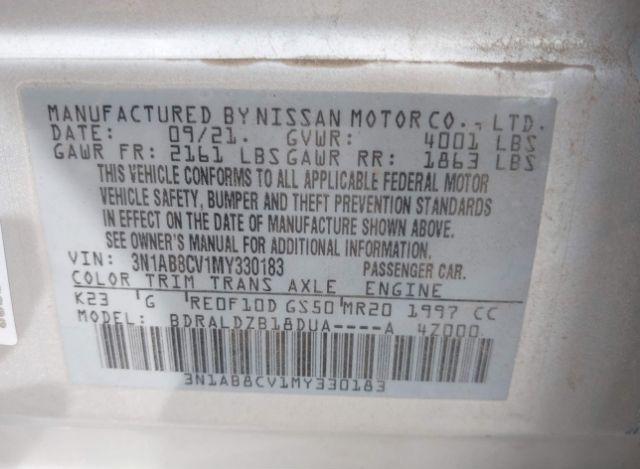 MANUFACTURED BY NISSAN MOTOR CO., LTD.
DATE: 09/21. GVWR: 4001 LBS
GAWR FR: 2161 LBS GAWR RR: 1863 LBS
THIS VEHICLE CONFORMS TO ALL APPLICABLE FEDERAL MOTOR
VEHICLE SAFETY, BUMPER AND THEFT PREVENTION STANDARDS
IN EFFECT ON THE DATE OF MANUFACTURE SHOWN ABOVE.
SEE OWNER'S MANUAL FOR ADDITIONAL INFORMATION.
VIN: 3N1AB8CV1MY330183 PASSENGER CAR.
COLOR TRIM TRANS AXLE ENGINE
K23 G RE0F10D GS50 MR20 1997 CC
MODEL: BDRALDZB18DUA----A 4Z000
3N1AB8CV1MY330183